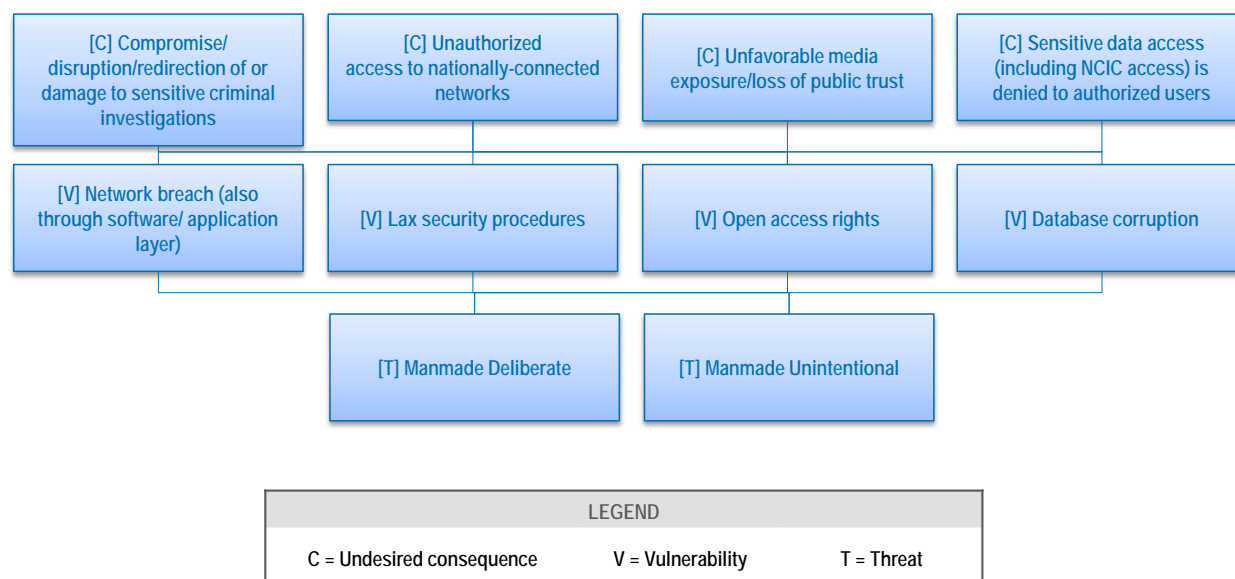 [C] Compromise/
disruption/redirection of or
damage to sensitive criminal
investigations
[C] Unauthorized
access to nationally-connected
networks
[C] Unfavorable media
exposure/loss of public trust
[C] Sensitive data access
(including NCIC access) is
denied to authorized users
[V] Network breach (also
through software/ application
layer)
[V] Lax security procedures
[V] Open access rights
[V] Database corruption
[T] Manmade Deliberate
[T] Manmade Unintentional
LEGEND
C = Undesired consequence V = Vulnerability T = Threat